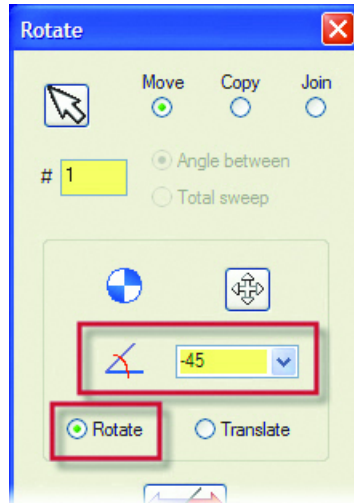 Rotate
Move Copy Join
# 1
Angle between
Total sweep
-45
Rotate Translate